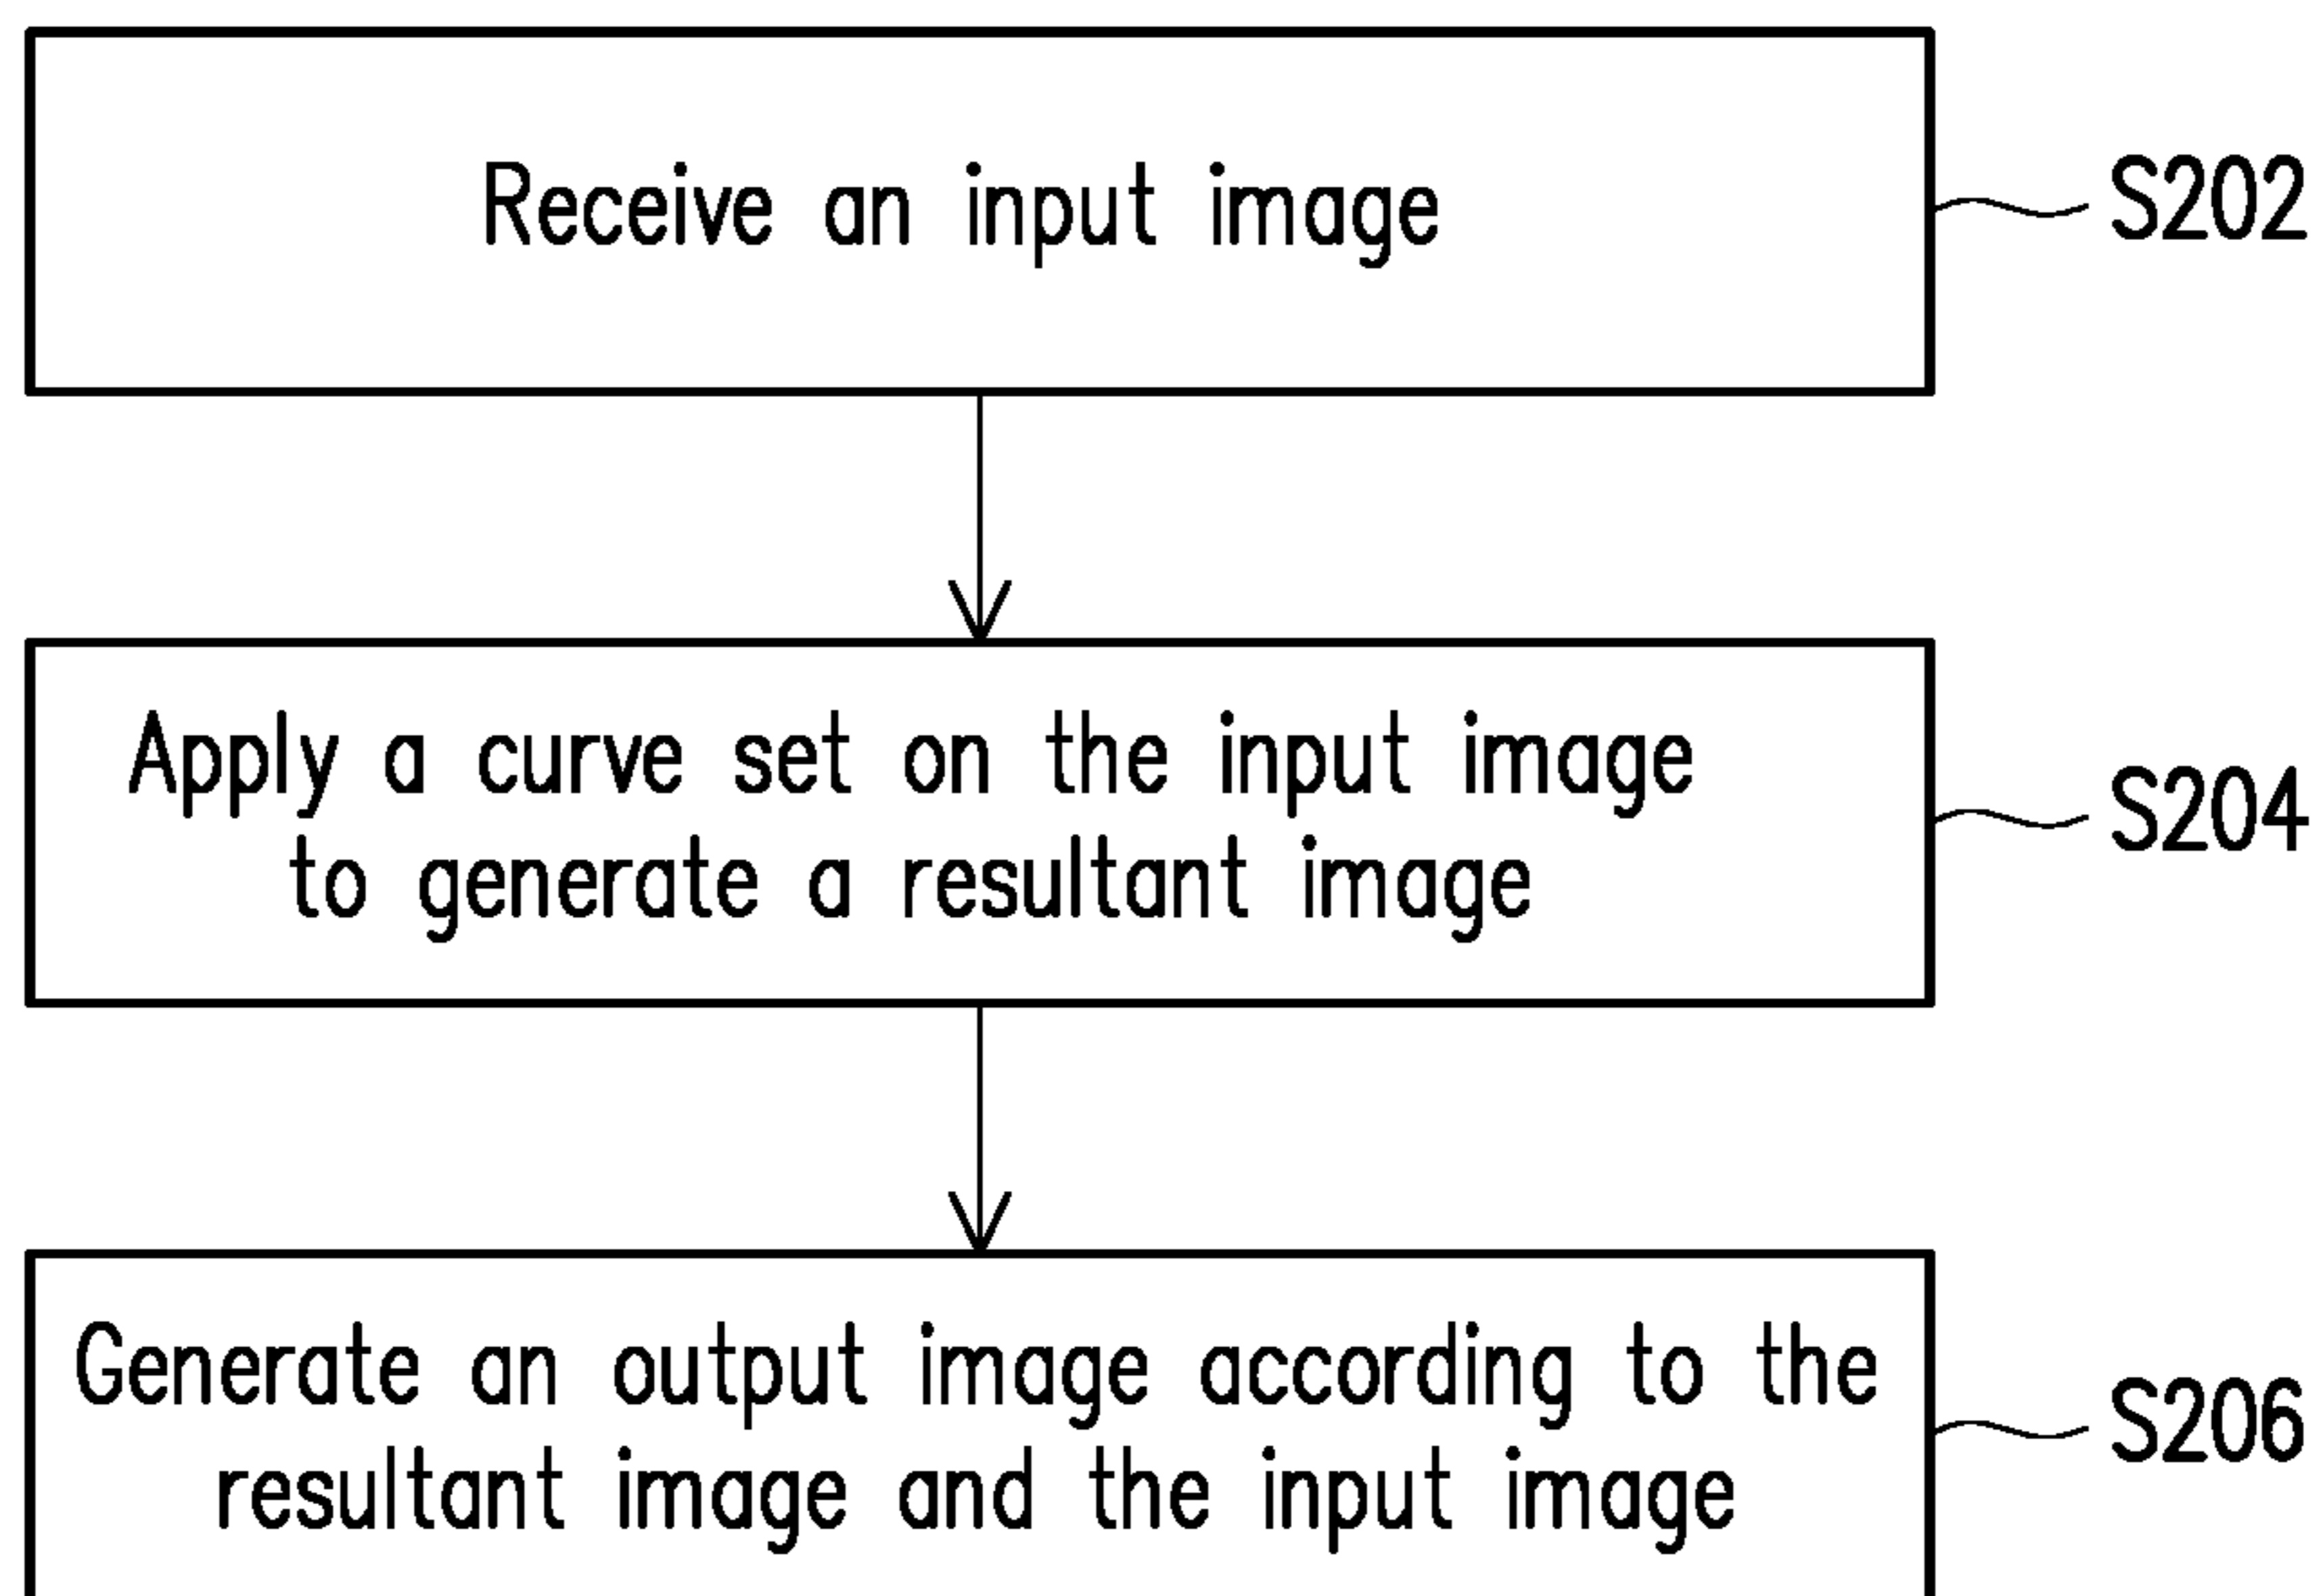 Receive an input image
S202
Apply a curve set on the input image
to generate a resultant image
S204
Generate an output image according to the
resultant image and the input image
S206